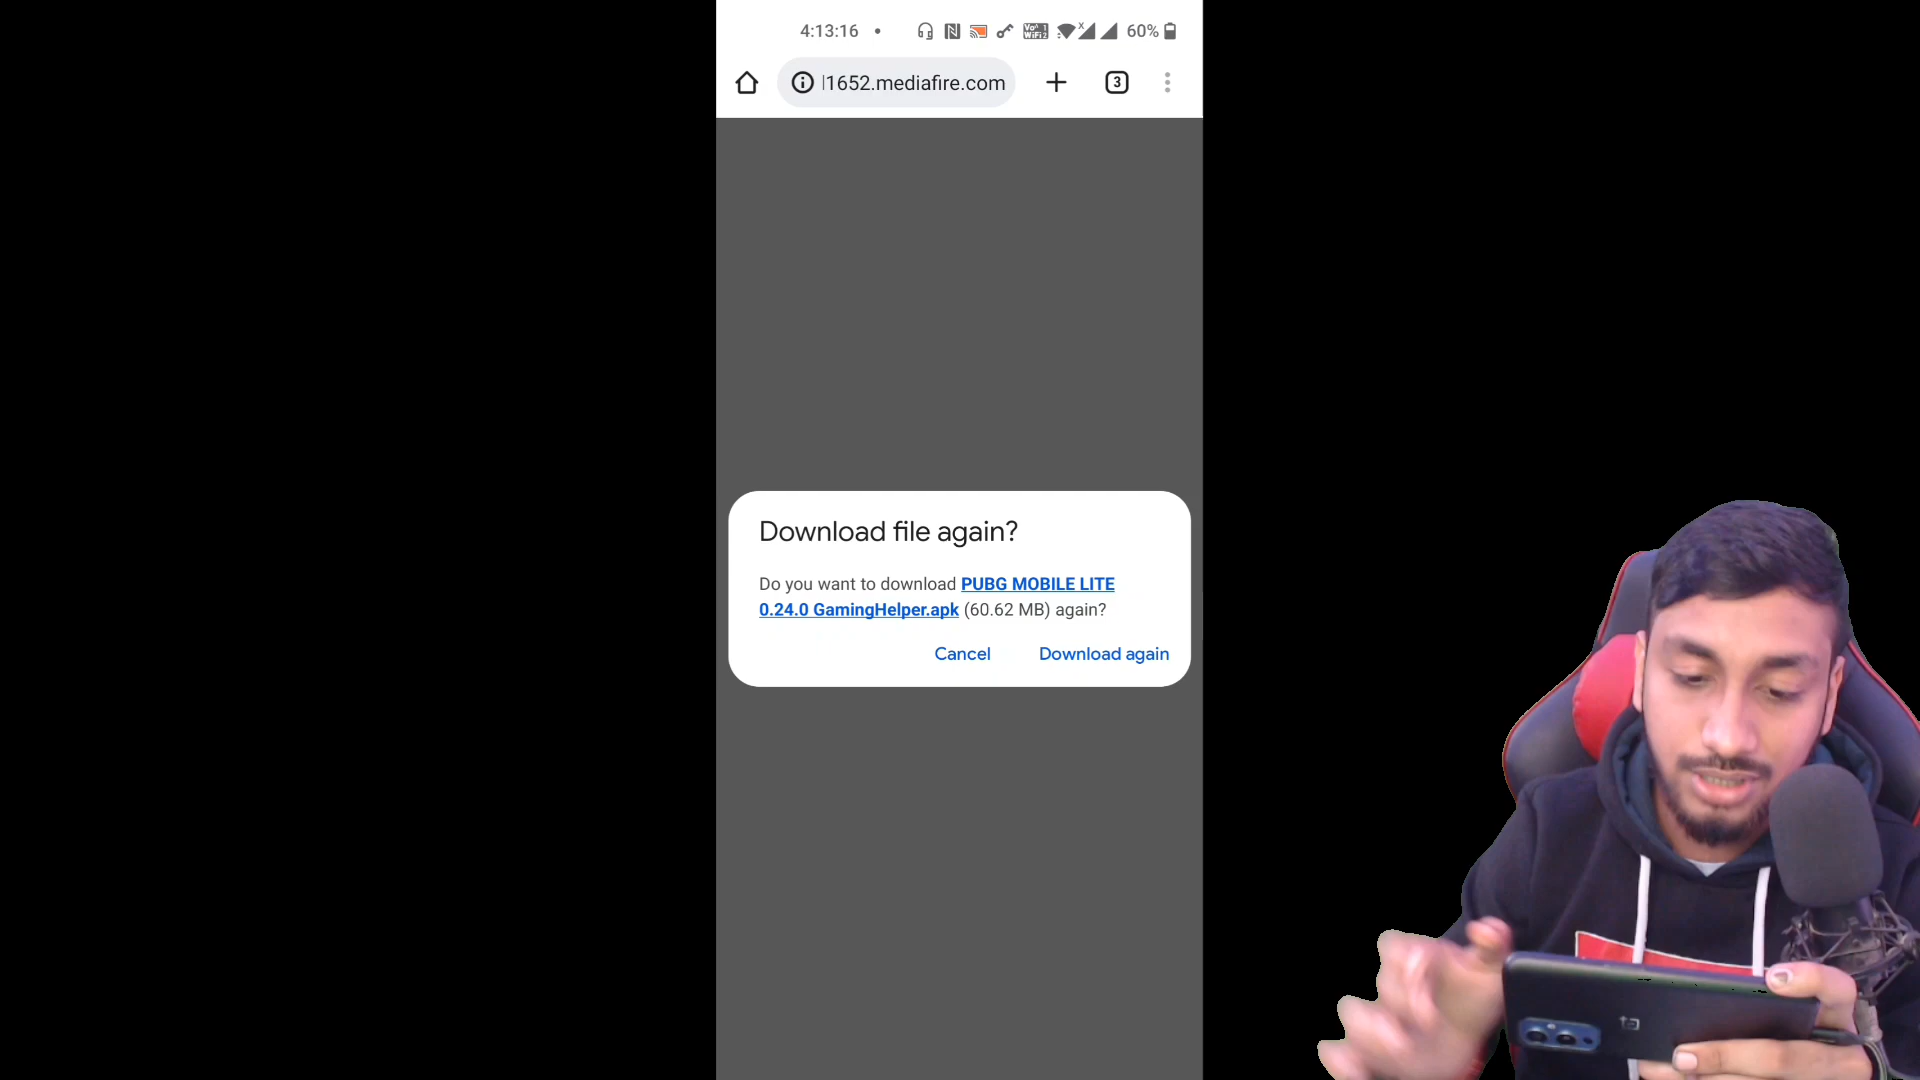 4:13:16
60%
1652.mediafire.com
3
Download file again?
Do you want to download PUBG MOBILE LITE
0.24.0 GamingHelper.apk (60.62 MB) again?
Cancel
Download again